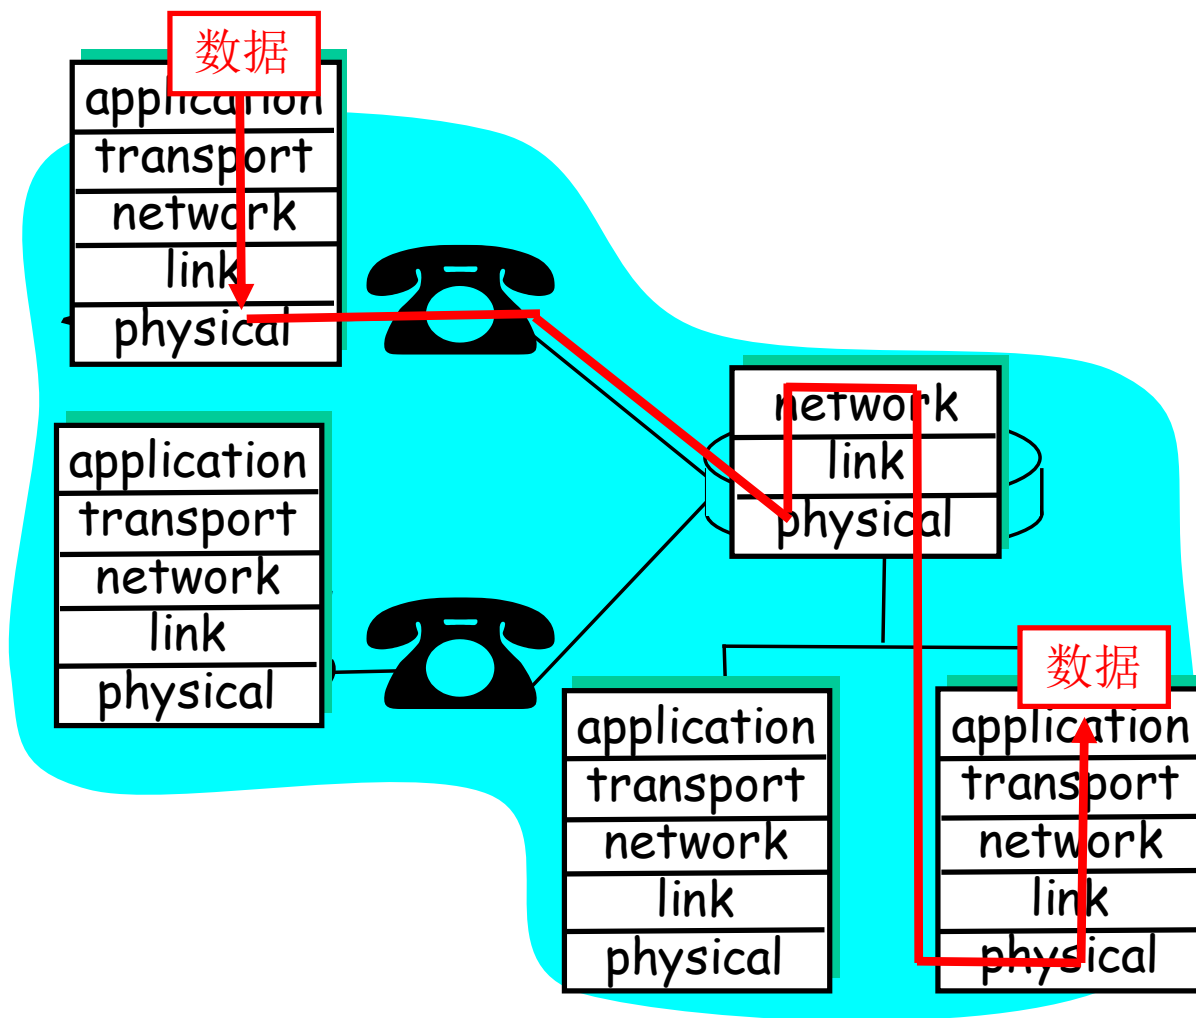 数据
application
transport
network
link
physical
application
transport
network
link
physical
network
link
physical
application
transport
network
link
physical
数据
application
transport
network
link
physical